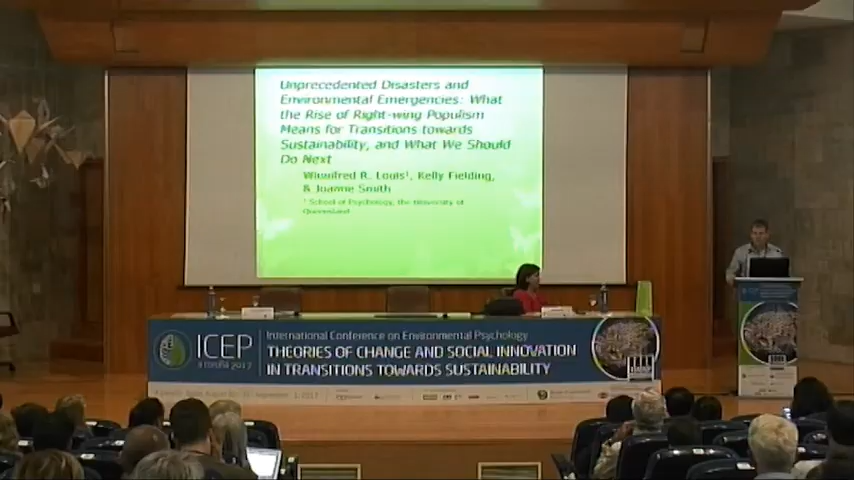 Unprecedented Disasters and
Environmental Emergencies: What
the Rise of Right-wing Populism
Means for Transitions towards
Sustainability, and What We Should
Do Next
Winnifred R. Louis¹, Kelly Fielding,
& Joanne Smith
¹ School of Psychology, the University of
Queensland
ICEP
A CORUÑA 2017
International Conference on Environmental Psychology
THEORIES OF CHANGE AND SOCIAL INNOVATION
IN TRANSITIONS TOWARDS SUSTAINABILITY